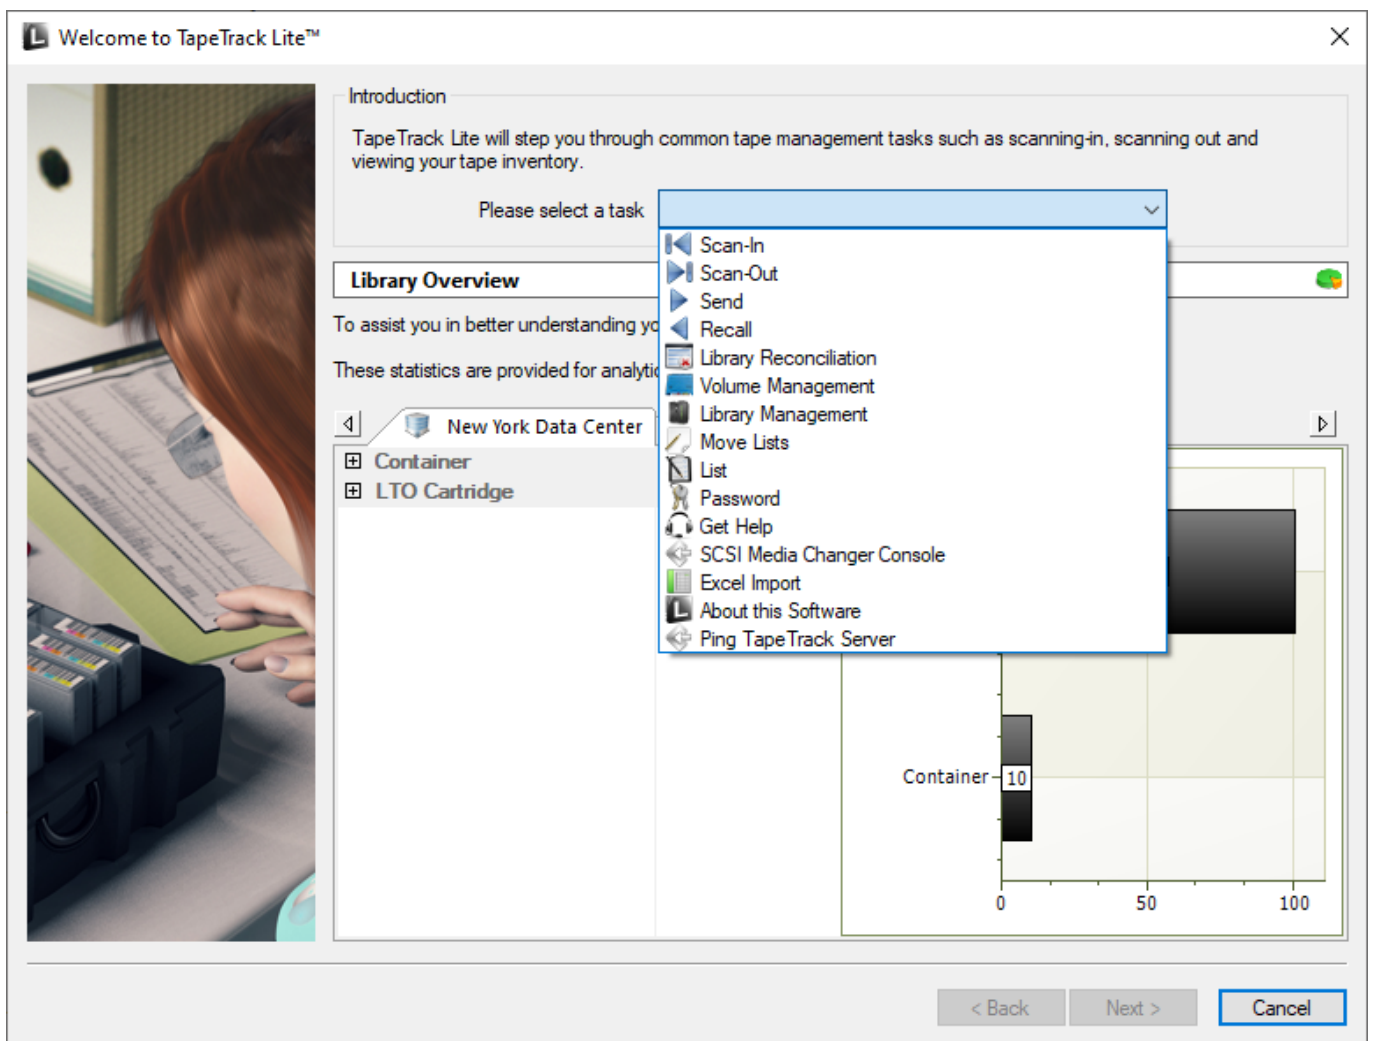 Welcome to TapeTrack Lite™
Introduction
TapeTrack Lite will step you through common tape management tasks such as scanning-in, scanning out and
viewing your tape inventory.
Please select a task
Scan-In
Scan-Out
Send
Recall
Library Reconciliation
Volume Management
Library Management
Move Lists
List
Password
Get Help
SCSI Media Changer Console
Excel Import
About this Software
Ping TapeTrack Server
Library Overview
To assist you in better understanding
These statistics are provided for
New York Data Center
Container
LTO Cartridge
Container
10
0 50 100
< Back
Next >
Cancel